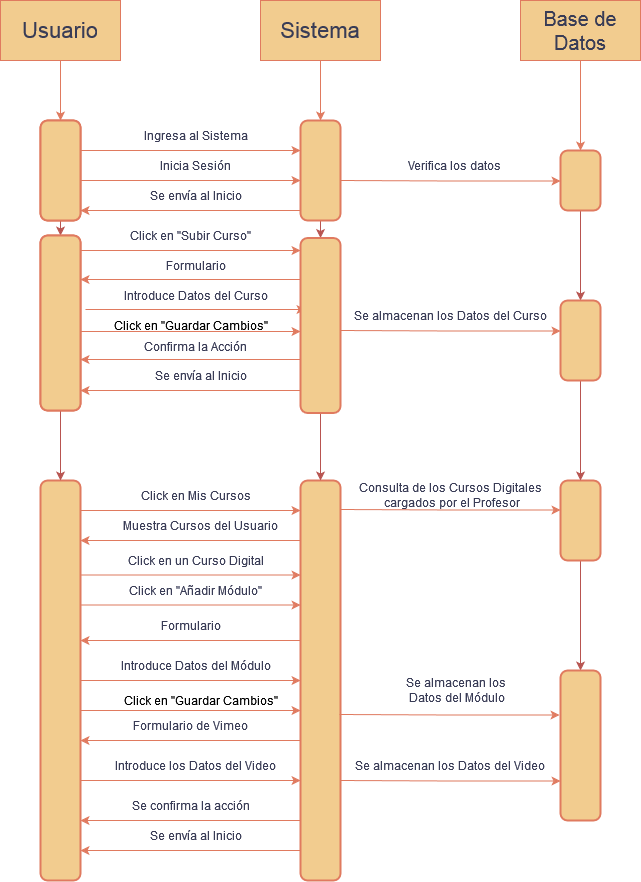 Usuario
Sistema
Base de
Datos
Ingresa al Sistema
Inicia Sesión
Verifica los datos
Se envía al Inicio
Click en "Subir Curso"
Formulario
Introduce Datos del Curso
Se almacenan los Datos del Curso
Click en "Guardar Cambios"
Confirma la Acción
Se envía al Inicio
Click en Mis Cursos
Consulta de los Cursos Digitales
cargados por el Profesor
Muestra Cursos del Usuario
Click en un Curso Digital
Click en "Añadir Módulo"
Formulario
Introduce Datos del Módulo
Se almacenan los
Datos del Módulo
Click en "Guardar Cambios"
Formulario de Vimeo
Introduce los Datos del Video
Se almacenan los Datos del Video
Se confirma la acción
Se envía al Inicio